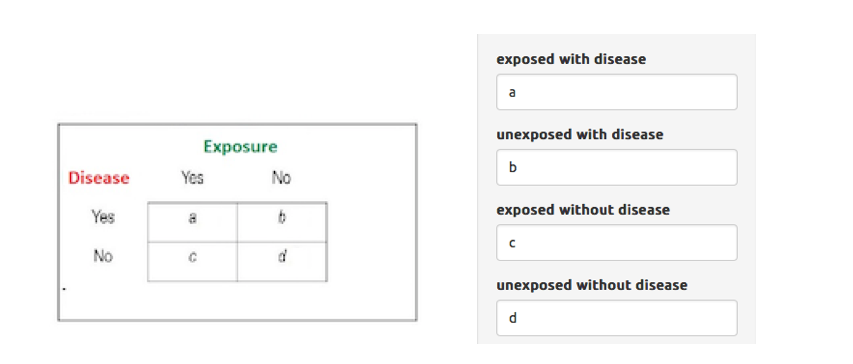 Exposure
Disease Yes No
Yes a b
No c d
.
exposed with disease
a
unexposed with disease
b
exposed without disease
c
unexposed without disease
d